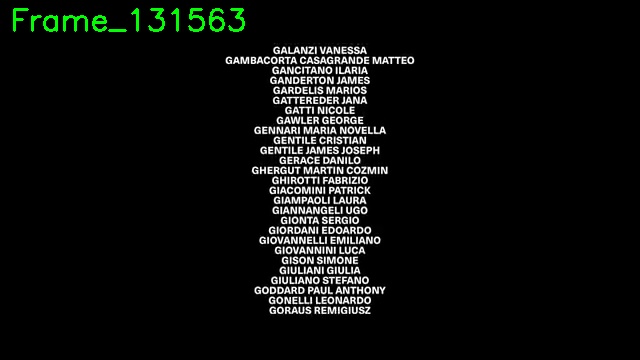 Frame_131563
GALANZI VANESSA
GAMBACORTA CASAGRANDE MATTEO
GANCITANO ILARIA
GANDERTON JAMES
GARDELIS MARIOS
GATTEREDER JANA
GATTI NICOLE
GAWLER GEORGE
GENNARI MARIA NOVELLA
GENTILE CRISTIAN
GENTILE JAMES JOSEPH
GERACE DANILO
GHERGUT MARTIN COZMIN
GHIROTTI FABRIZIO
GIACOMINI PATRICK
GIAMPAOLI LAURA
GIANNANGELI UGO
GIONTA SERGIO
GIORDANI EDOARDO
GIOVANNELLI EMILIANO
GIOVANNINI LUCA
GISON SIMONE
GIULIANI GIULIA
GIULIANO STEFANO
GODDARD PAUL ANTHONY
GONELLI LEONARDO
GORAUS REMIGIUSZ